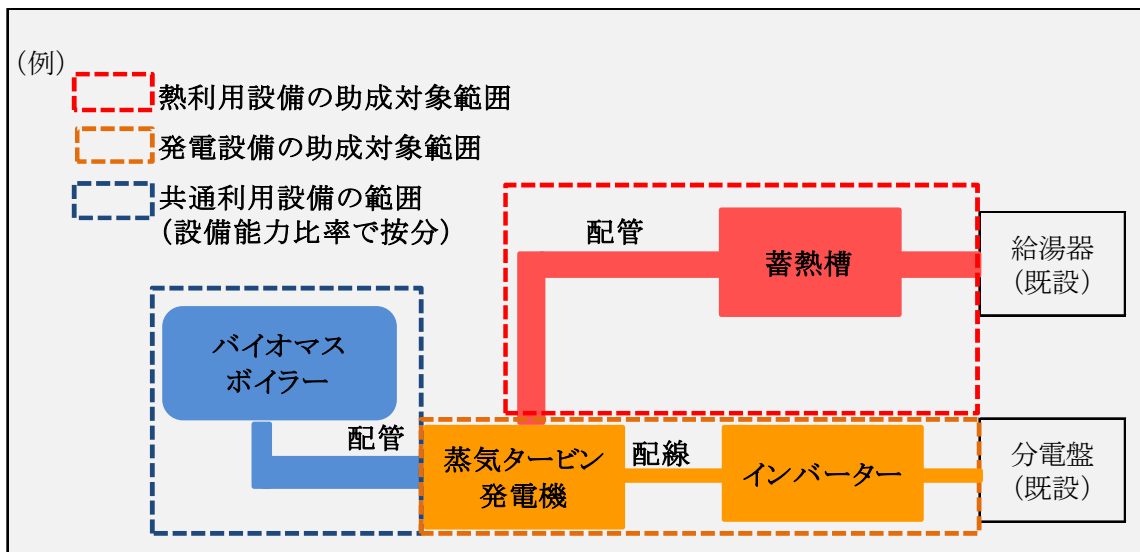 （例）
熱利用設備の助成対象範囲
発電設備の助成対象範囲
共通利用設備の範囲
（設備能力比率で按分）
配管
蓄熱槽
給湯器
（既設）
バイオマス
ボイラー
配管
蒸気タービン
発電機
配線
インバーター
分電盤
（既設）